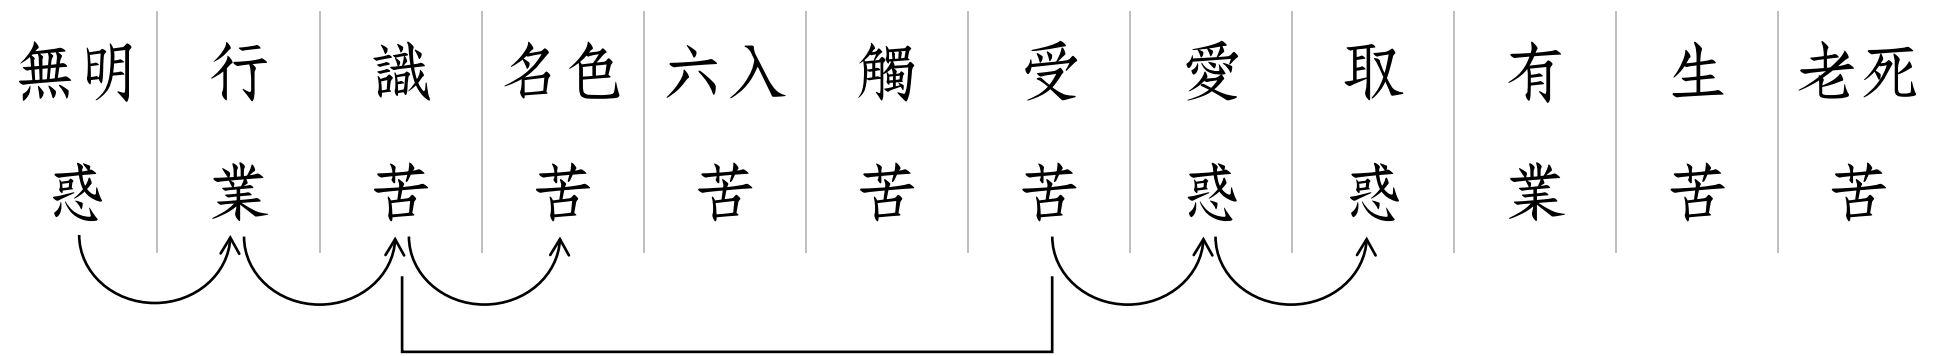 無明 行 識 名色 六入 觸 受 愛 取 有 生 老死
惑 業 苦 苦 苦 苦 苦 惑 惑 業 苦 苦